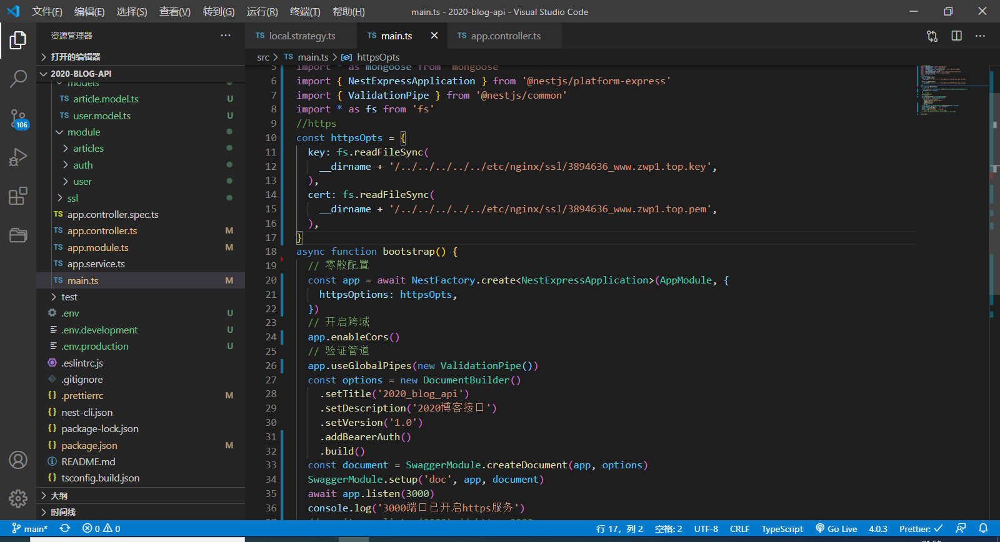 文件(F) 编辑(E) 选择(S) 查看(V) 转到(G) 运行(R) 终端(T) 帮助(H) main.ts - 2020-blog-api - Visual Studio Code
资源管理器 ···
打开的编辑器
2020-BLOG-API
models
TS article.model.ts U
TS user.model.ts U
module
articles
auth
user
ssl
TS app.controller.spec.ts
TS app.controller.ts M
TS app.module.ts M
TS app.service.ts
TS main.ts M
test
.env U
.env.development U
.env.production U
.eslintrc.js
.gitignore
{} .prettierrc M
{} nest-cli.json
{} package-lock.json
{} package.json M
README.md
{} tsconfig.build.json
大纲
时间线
106
TS local.strategy.ts TS main.ts TS app.controller.ts
src > TS main.ts > httpsOpts
5 import * as mongoose from 'mongoose'
6 import { NestExpressApplication } from '@nestjs/platform-express'
7 import { ValidationPipe } from '@nestjs/common'
8 import * as fs from 'fs'
9 //https
10 const httpsOpts = {
11 key: fs.readFileSync(
12 __dirname + '/../../../../../etc/nginx/ssl/3894636_www.zwp1.top.key',
13 ),
14 cert: fs.readFileSync(
15 __dirname + '/../../../../../etc/nginx/ssl/3894636_www.zwp1.top.pem',
16 ),
17 }
18 async function bootstrap() {
19 // 零散配置
20 const app = await NestFactory.create<NestExpressApplication>(AppModule, {
21 httpsOptions: httpsOpts,
22 })
23 // 开启跨域
24 app.enableCors()
25 // 验证管道
26 app.useGlobalPipes(new ValidationPipe())
27 const options = new DocumentBuilder()
28 .setTitle('2020_blog_api')
29 .setDescription('2020博客接口')
30 .setVersion('1.0')
31 .addBearerAuth()
32 .build()
33 const document = SwaggerModule.createDocument(app, options)
34 SwaggerModule.setup('doc', app, document)
35 await app.listen(3000)
36 console.log('3000端口已开启https服务')
main* 0 0 行 17，列 2 空格: 2 UTF-8 CRLF TypeScript Go Live 4.0.3 Prettier: ✓